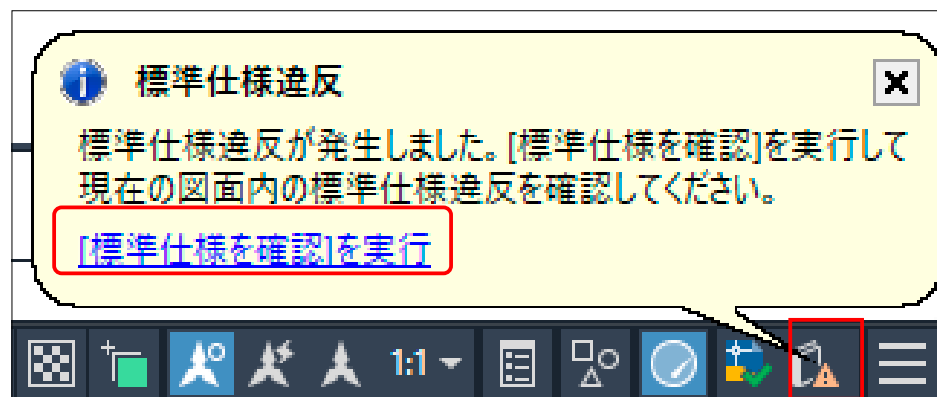 標準仕様違反
標準仕様違反が発生しました。[標準仕様を確認]を実行して
現在の図面内の標準仕様違反を確認してください。
[標準仕様を確認]を実行
1:1